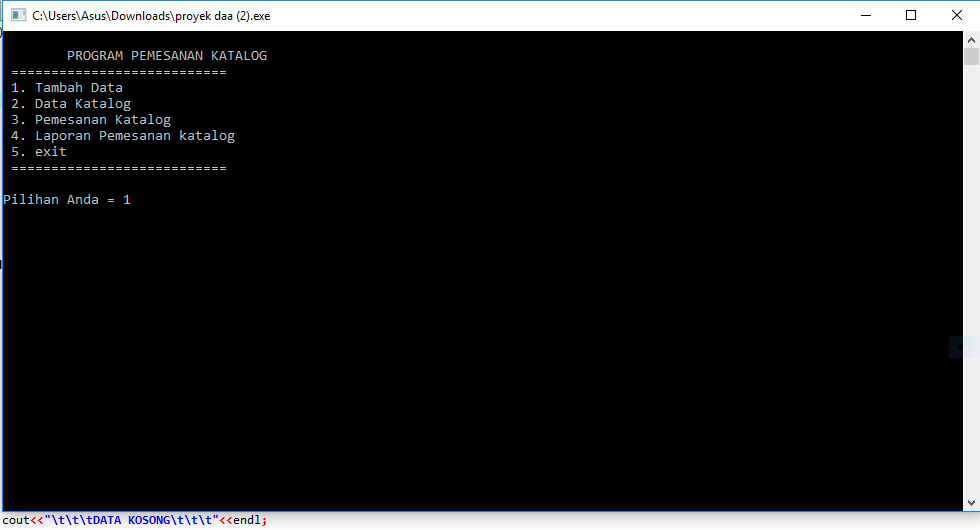 C:\Users\Asus\Downloads\proyek daa (2).exe
PROGRAM PEMESANAN KATALOG
===========================
1. Tambah Data
2. Data Katalog
3. Pemesanan Katalog
4. Laporan Pemesanan katalog
5. exit
===========================
Pilihan Anda = 1
cout<<"\t\t\tDATA KOSONG\t\t\t"<<endl;